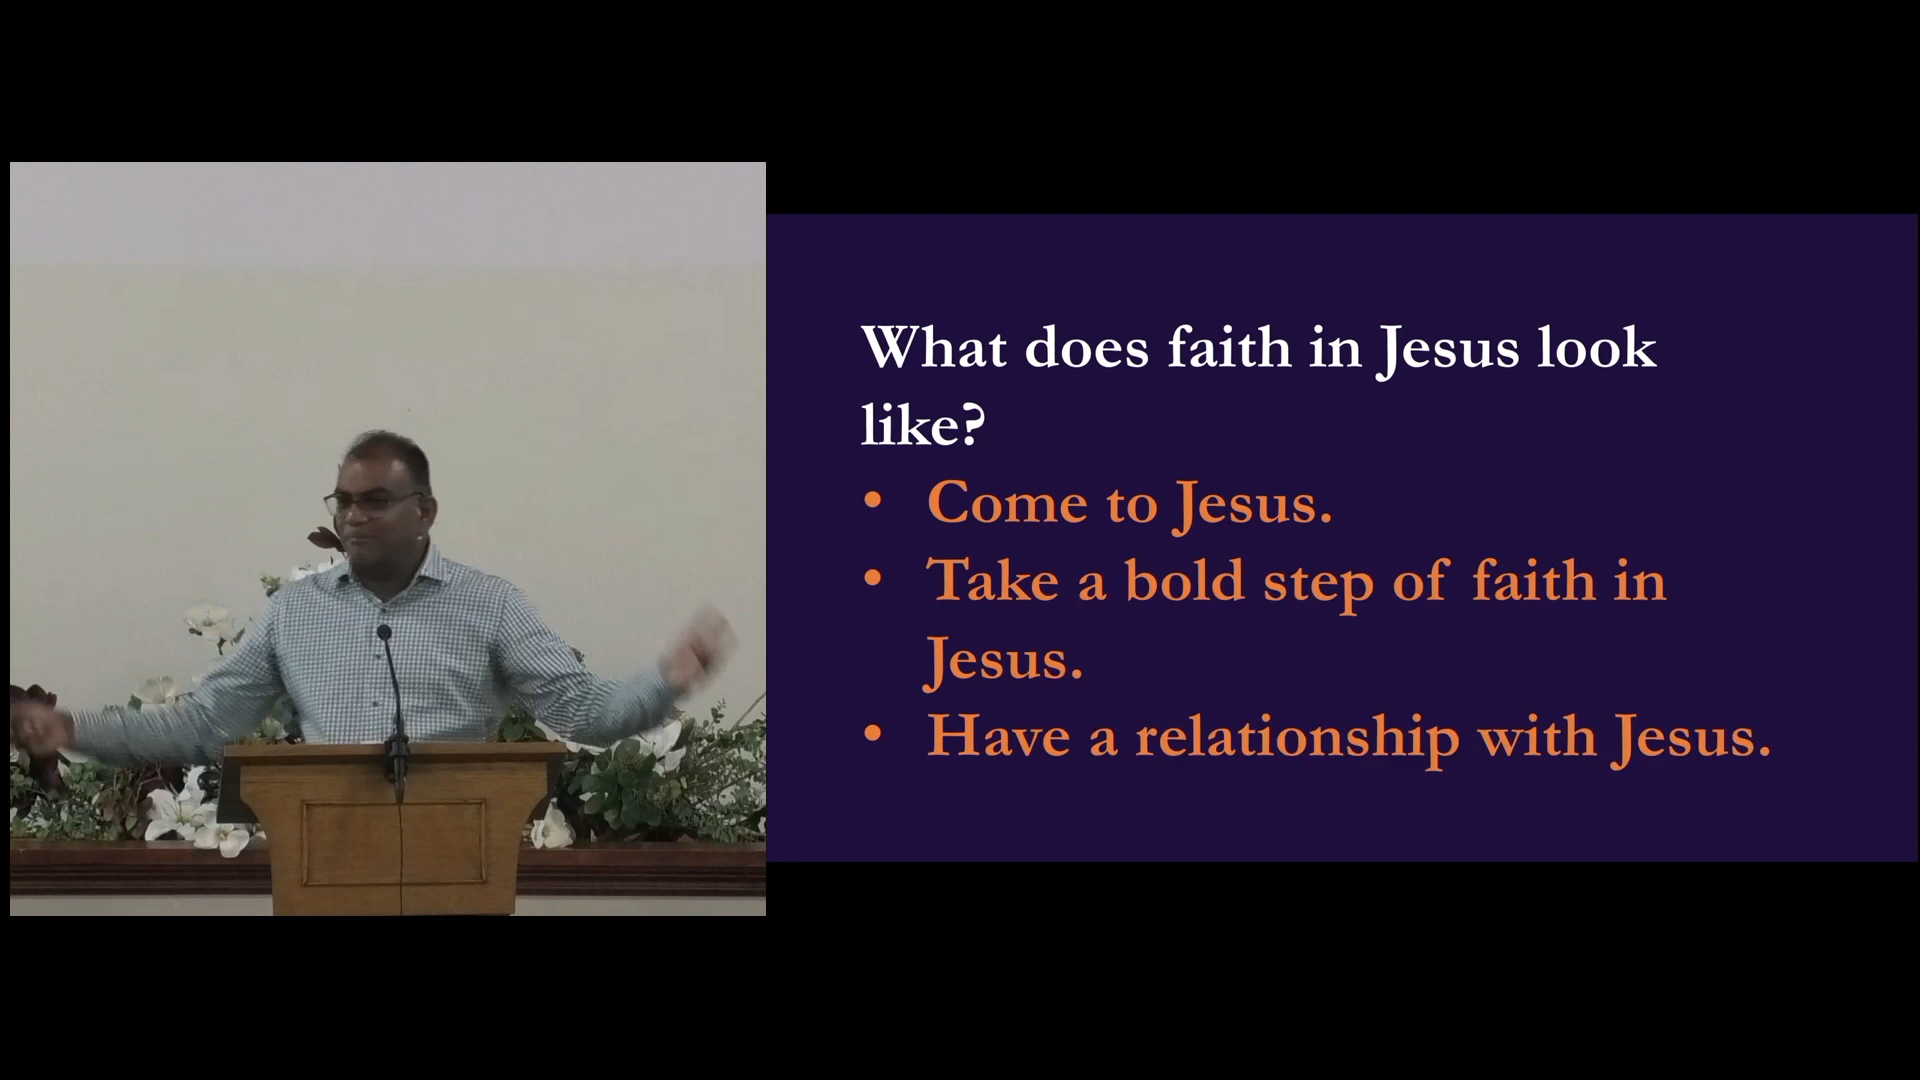 What does faith in Jesus look
like?
• Come to Jesus.
• Take a bold step of faith in
Jesus.
• Have a relationship with Jesus.